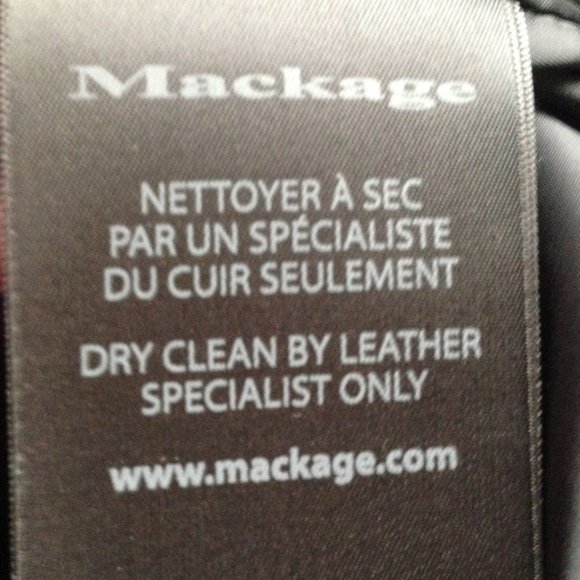 Mackage
NETTOYER À SEC
PAR UN SPÉCIALISTE
DU CUIR SEULEMENT
DRY CLEAN BY LEATHER
SPECIALIST ONLY
www.mackage.com